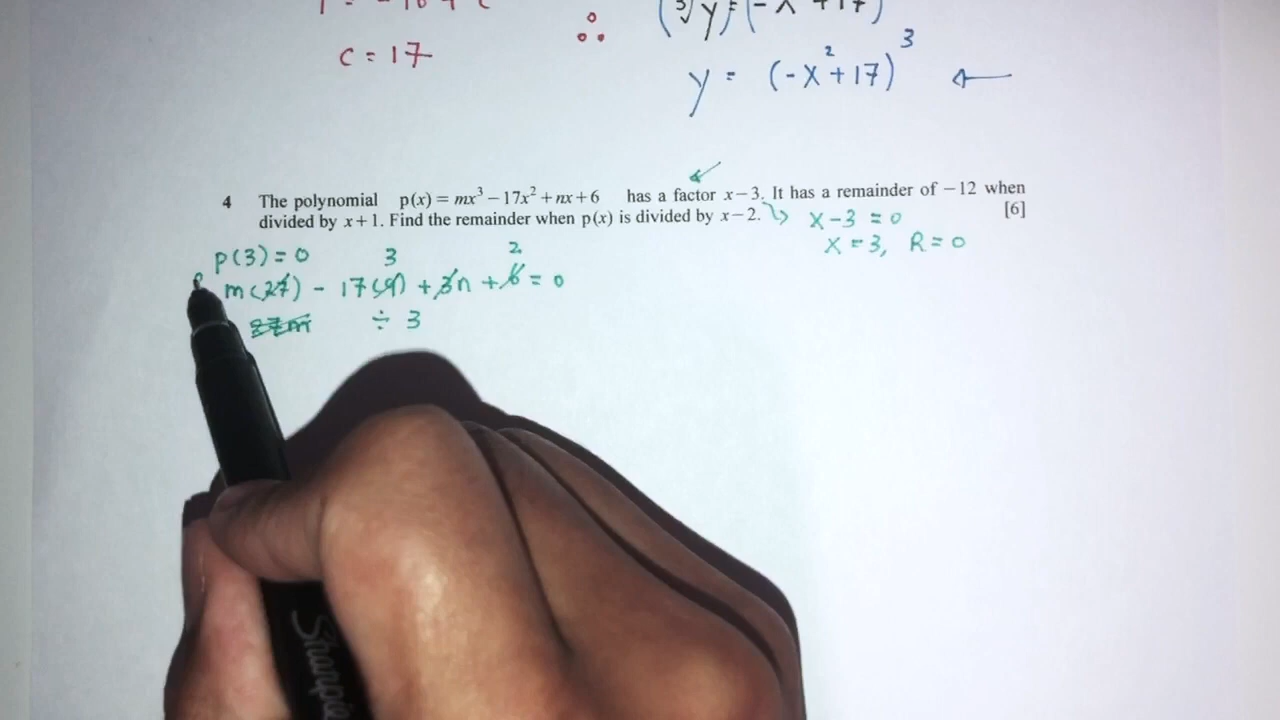 c = 17
∴
y = (-x² + 17)³ ←
4 The polynomial p(x) = mx³ − 17x² + nx + 6 has a factor x − 3. It has a remainder of −12 when
divided by x + 1. Find the remainder when p(x) is divided by x − 2. [6]
x - 3 = 0
x = 3, R = 0
p(3) = 0
3 2
m(27) - 17(9) + 3n + 6 = 0
÷ 3
Sharpie